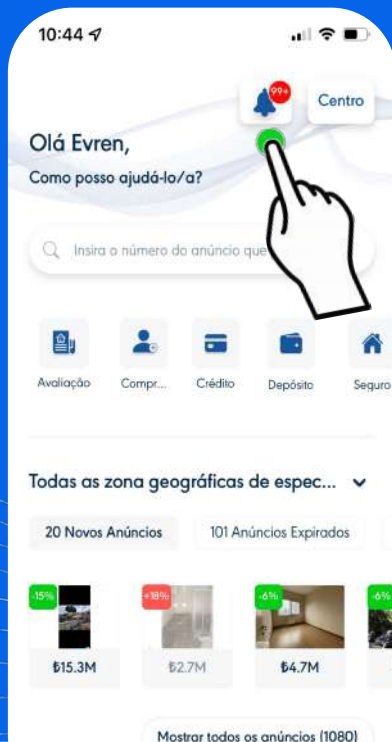 10:44
99+
Centro
Olá Evren,
Como posso ajudá-lo/a?
Insira o número do anúncio que
Avaliação
Compr...
Crédito
Depósito
Seguro
Todas as zona geográficas de espec...
20 Novos Anúncios
101 Anúncios Expirados
-15%
+18%
-6%
-6%
₺15.3M
₺2.7M
₺4.7M
Mostrar todos os anúncios (1080)